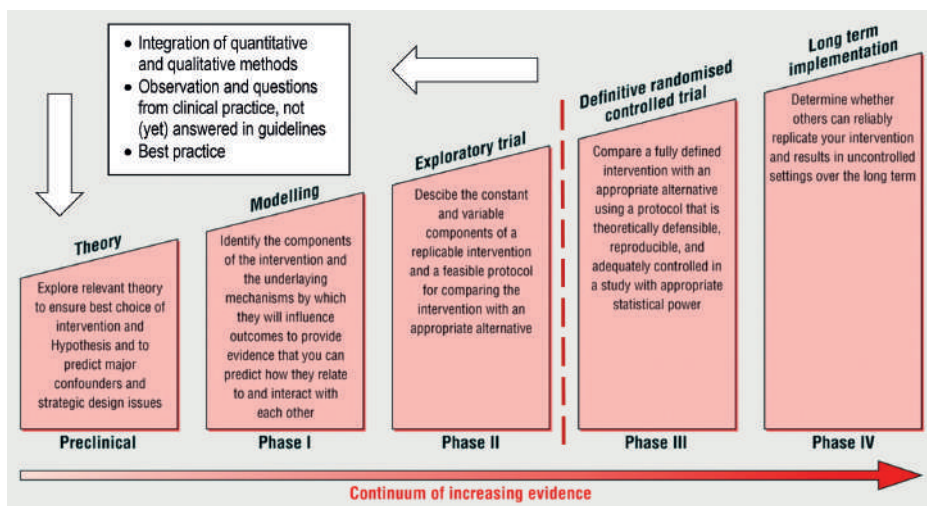 • Integration of quantitative
and qualitative methods
• Observation and questions
from clinical practice, not
(yet) answered in guidelines
• Best practice
Theory
Explore relevant theory
to ensure best choice of
intervention and
Hypothesis and to
predict major
confounders and
strategic design issues
Preclinical
Modelling
Identify the components
of the intervention and
the underlaying
mechanisms by which
they will influence
outcomes to provide
evidence that you can
predict how they relate
to and interact with
each other
Phase I
Exploratory trial
Descibe the constant
and variable
components of a
replicable intervention
and a feasible protocol
for comparing the
intervention with an
appropriate alternative
Phase II
Definitive randomised
controlled trial
Compare a fully defined
intervention with an
appropriate alternative
using a protocol that is
theoretically defensible,
reproducible, and
adequately controlled in
a study with appropriate
statistical power
Phase III
Long term
implementation
Determine whether
others can reliably
replicate your intervention
and results in uncontrolled
settings over the long term
Phase IV
Continuum of increasing evidence